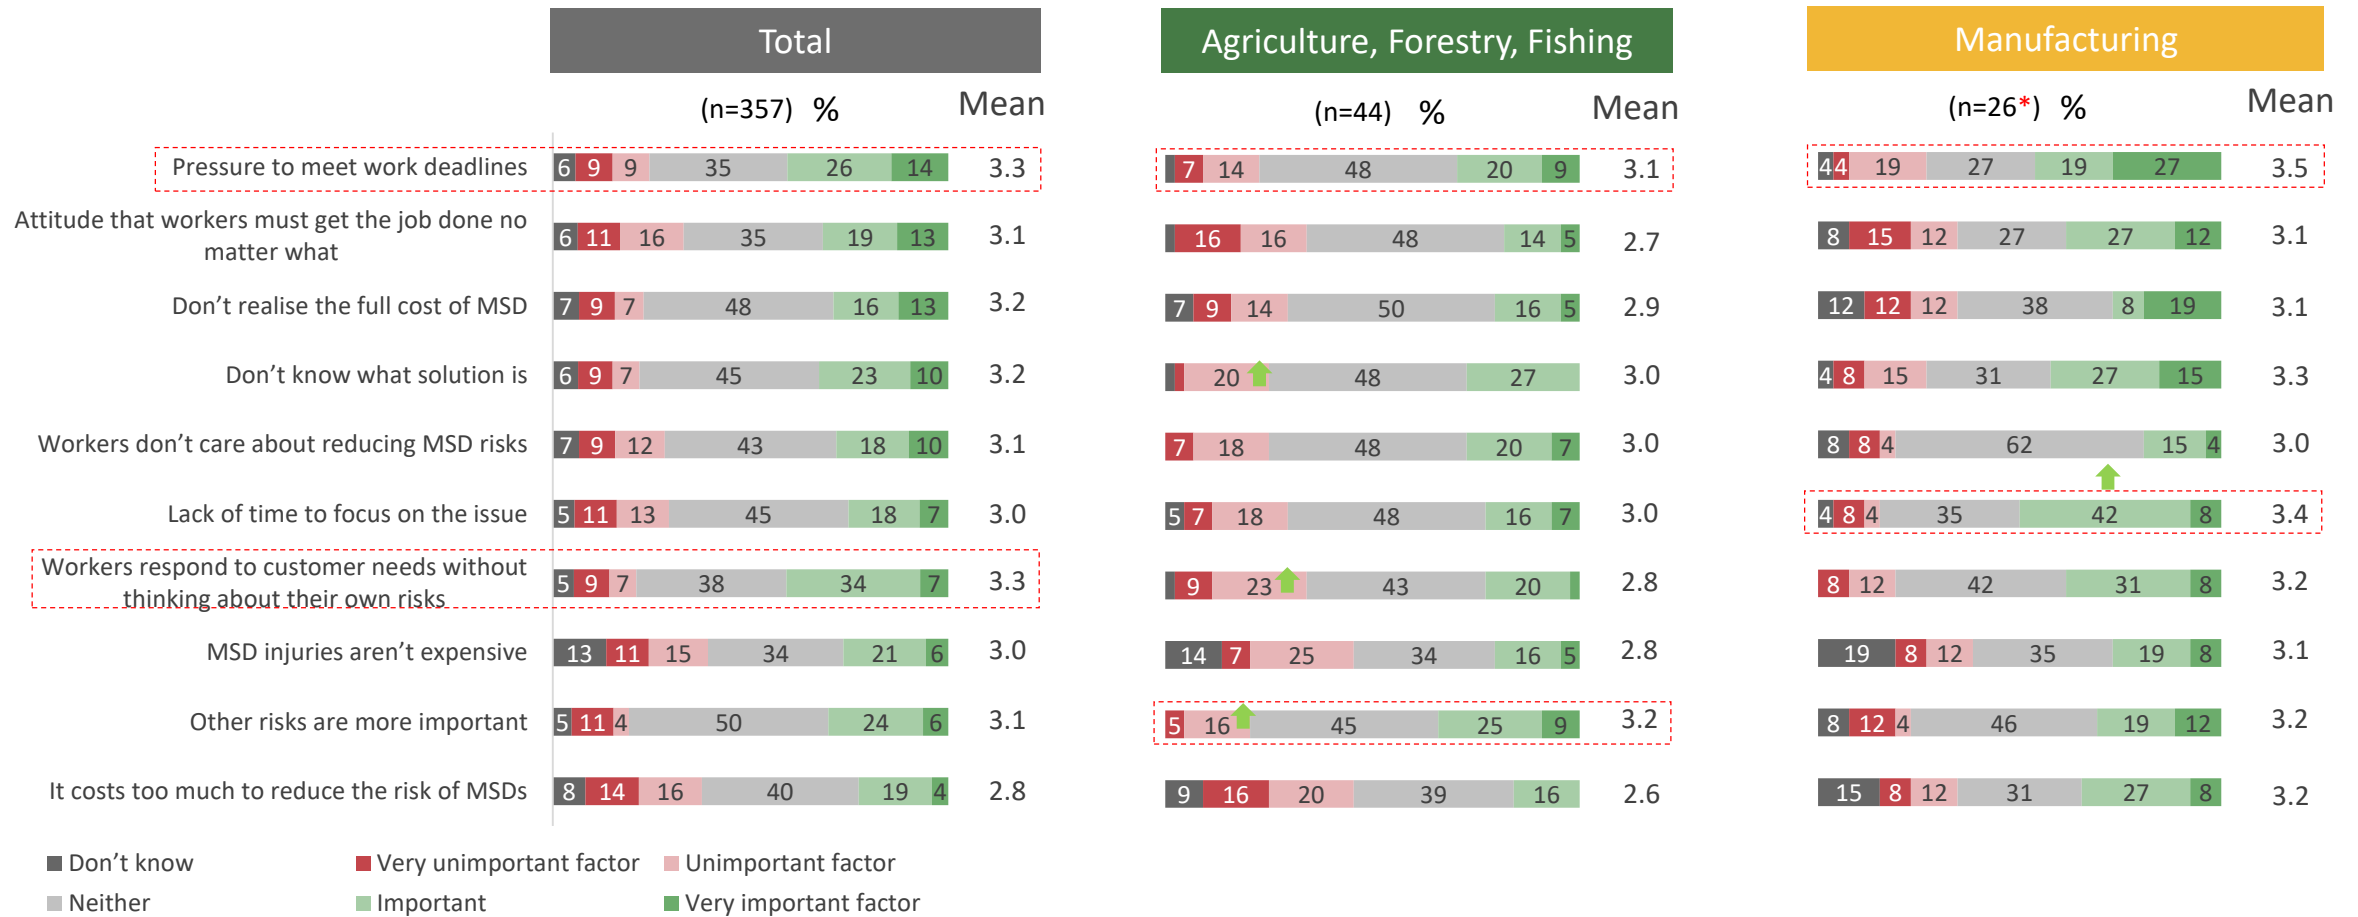 Total
Agriculture, Forestry, Fishing
Manufacturing
(n=357) % Mean
(n=44) % Mean
(n=26*) % Mean
Pressure to meet work deadlines 6 9 9 35 26 14 3.3 7 14 48 20 9 3.1 4 4 19 27 19 27 3.5
Attitude that workers must get the job done no
matter what 6 11 16 35 19 13 3.1 16 16 48 14 5 2.7 8 15 12 27 27 12 3.1
Don't realise the full cost of MSD 7 9 7 48 16 13 3.2 7 9 14 50 16 5 2.9 12 12 12 38 8 19 3.1
Don't know what solution is 6 9 7 45 23 10 3.2 20 48 27 3.0 4 8 15 31 27 15 3.3
Workers don't care about reducing MSD risks 7 9 12 43 18 10 3.1 7 18 48 20 7 3.0 8 8 4 62 15 4 3.0
Lack of time to focus on the issue 5 11 13 45 18 7 3.0 5 7 18 48 16 7 3.0 4 8 4 35 42 8 3.4
Workers respond to customer needs without
thinking about their own risks 5 9 7 38 34 7 3.3 9 23 43 20 2.8 8 12 42 31 8 3.2
MSD injuries aren't expensive 13 11 15 34 21 6 3.0 14 7 25 34 16 5 2.8 19 8 12 35 19 8 3.1
Other risks are more important 5 11 4 50 24 6 3.1 5 16 45 25 9 3.2 8 12 4 46 19 12 3.2
It costs too much to reduce the risk of MSDs 8 14 16 40 19 4 2.8 9 16 20 39 16 2.6 15 8 12 31 27 8 3.2
Don't know Very unimportant factor Unimportant factor
Neither Important Very important factor